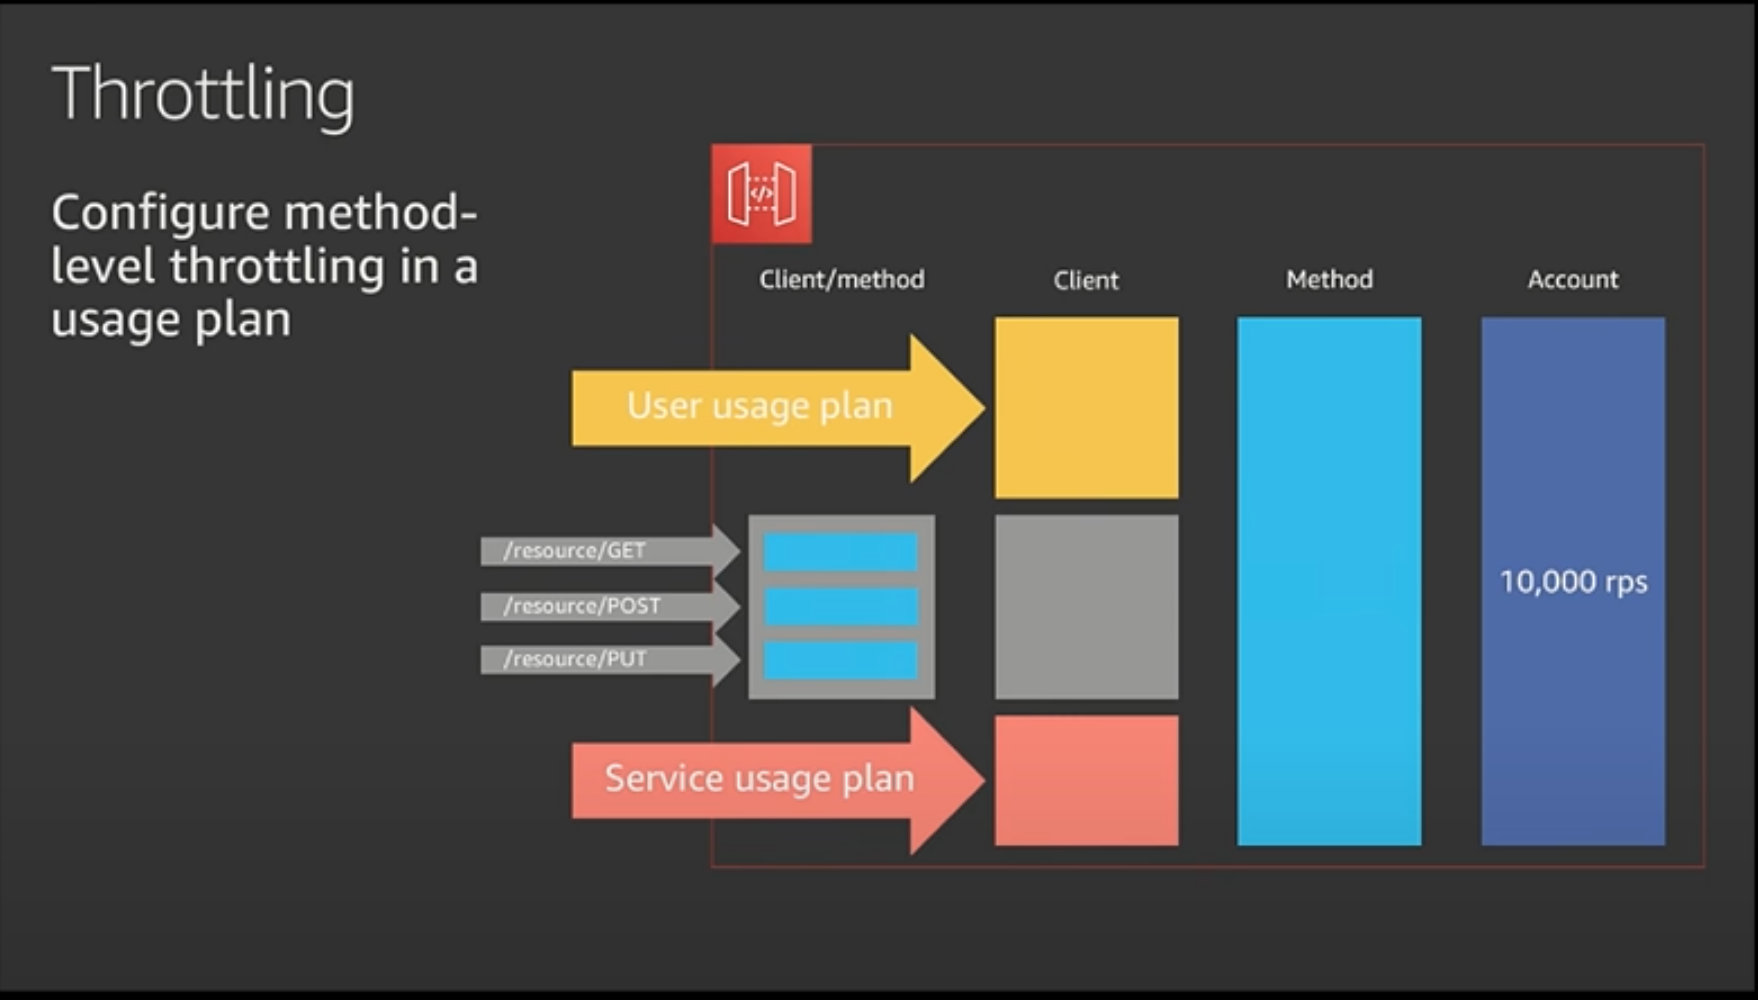 Throttling
Configure method-
level throttling in a
usage plan
</>
Client/method
Client
Method
Account
User usage plan
/resource/GET
/resource/POST
/resource/PUT
10,000 rps
Service usage plan